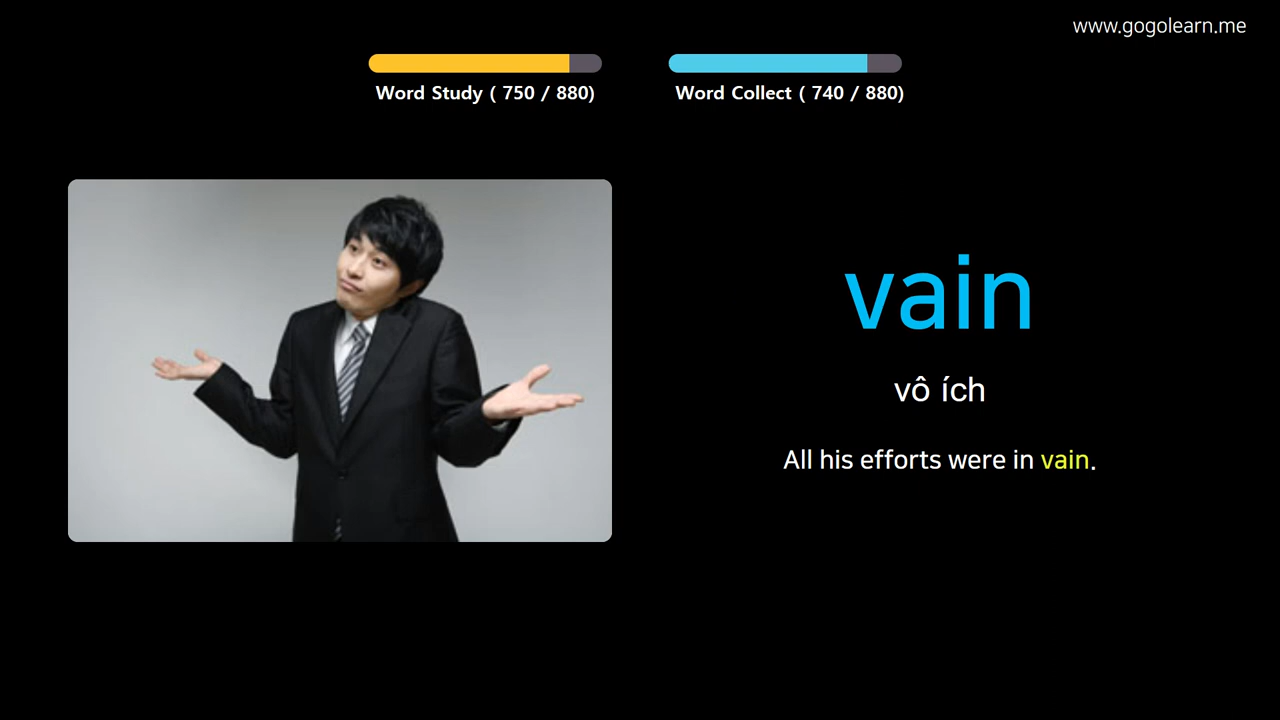 www.gogolearn.me
Word Study ( 750 / 880)
Word Collect ( 740 / 880)
vain
vô ích
All his efforts were in vain.